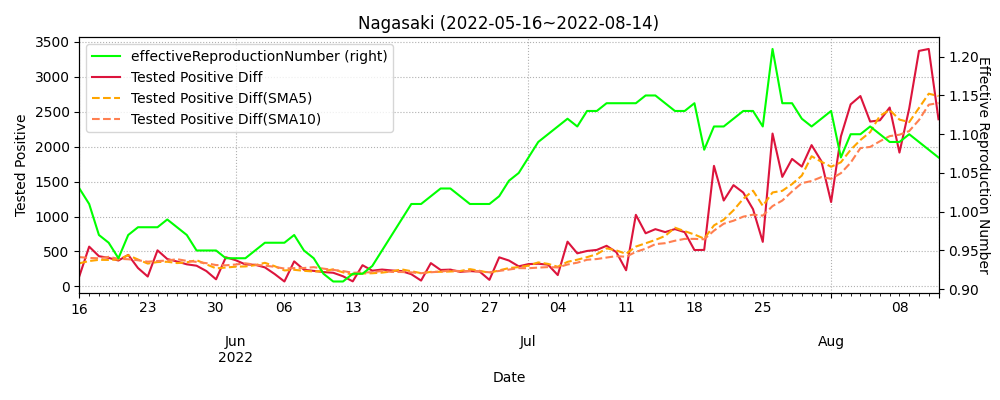 Nagasaki (2022-05-16~2022-08-14)
effectiveReproductionNumber (right)
Tested Positive Diff
Tested Positive Diff(SMA5)
Tested Positive Diff(SMA10)
Tested Positive
3500
3000
2500
2000
1500
1000
500
0
Effective Reproduction Number
1.20
1.15
1.10
1.05
1.00
0.95
0.90
16 23 30 06 13 20 27 04 11 18 25 08
Jun Jul Aug
2022
Date